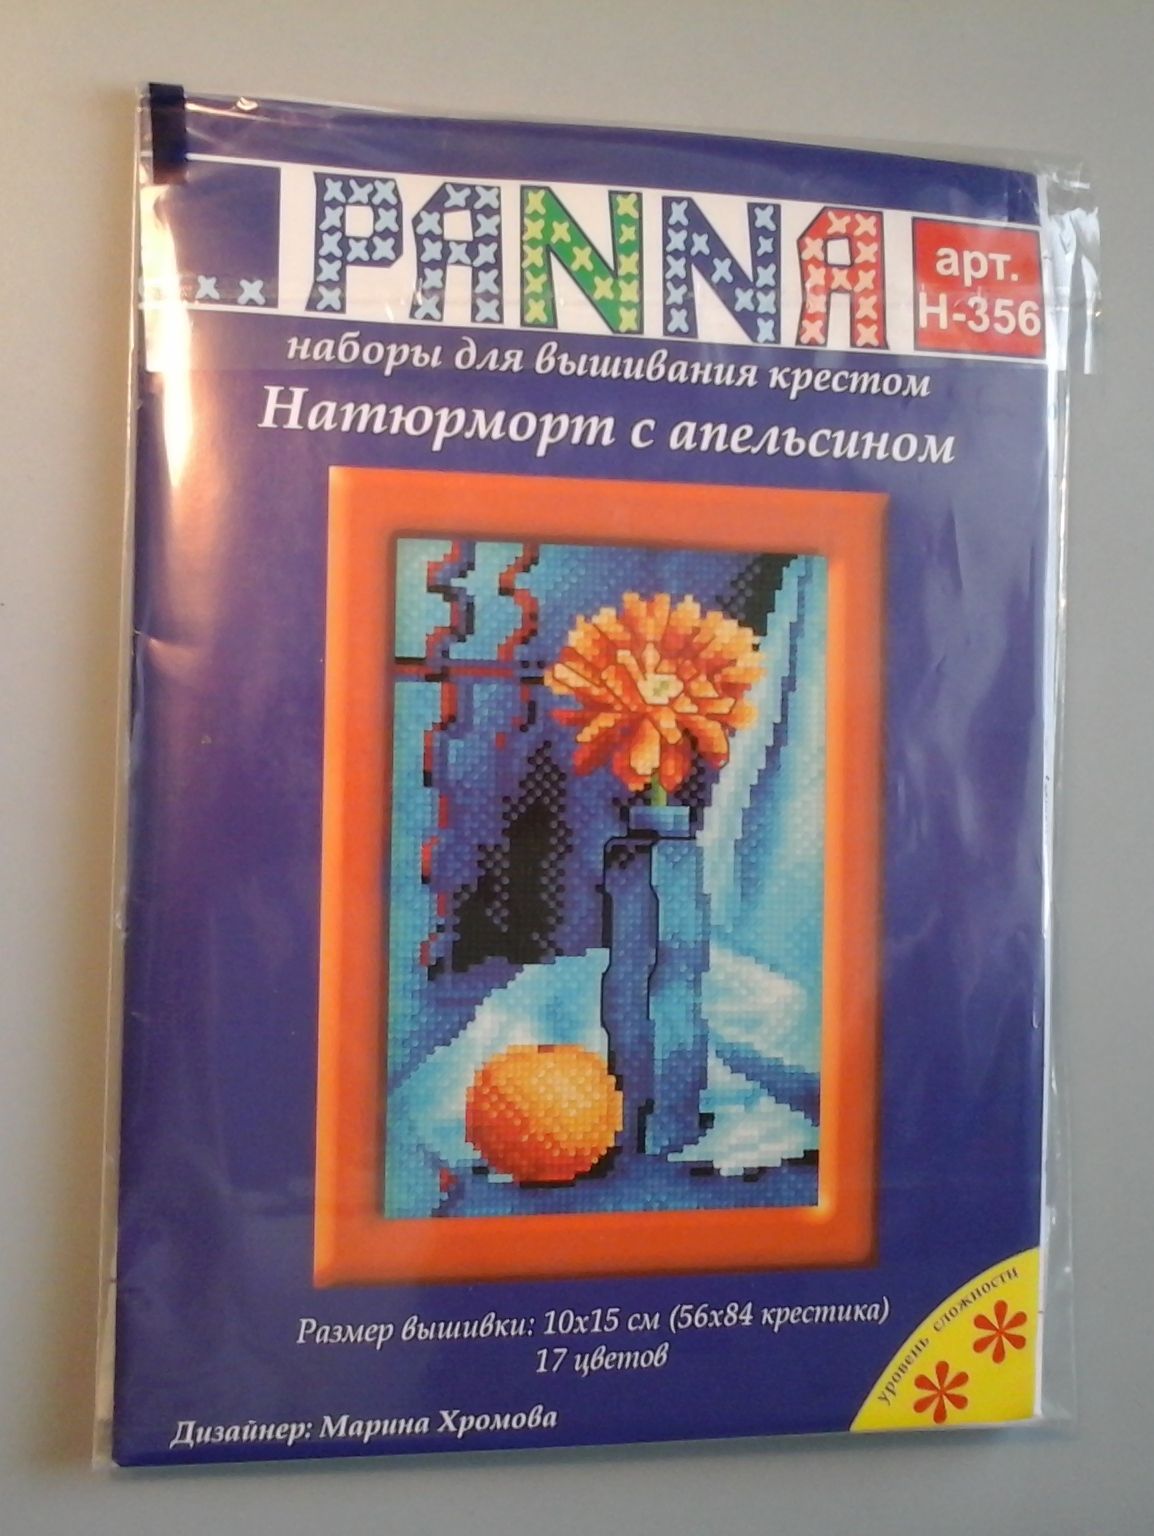 PANNA
арт.
Н-356
наборы для вышивания крестом
Натюрморт с апельсином
Размер вышивки: 10х15 см (56х84 крестика)
17 цветов
уровень сложности
Дизайнер: Марина Хромова